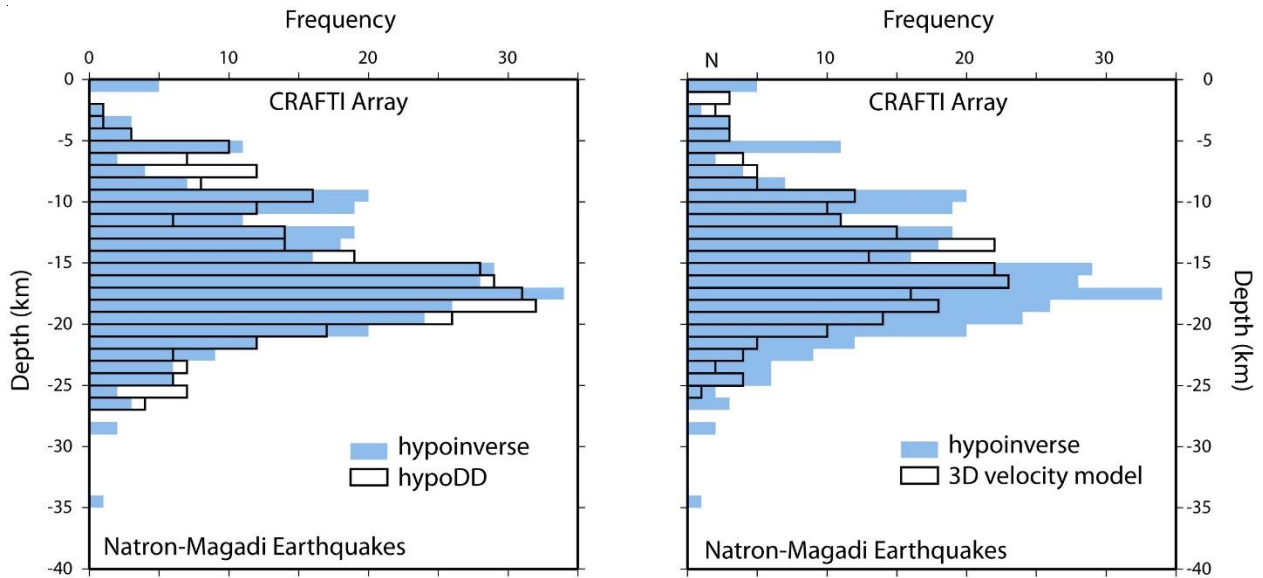 Frequency
0 10 20 30
CRAFTI Array
0
-5
-10
-15
-20
-25
-30
-35
-40
Depth (km)
hypoinverse
hypoDD
Natron-Magadi Earthquakes
Frequency
N 10 20 30
CRAFTI Array
0
-5
-10
-15
-20
-25
-30
-35
-40
Depth (km)
hypoinverse
3D velocity model
Natron-Magadi Earthquakes